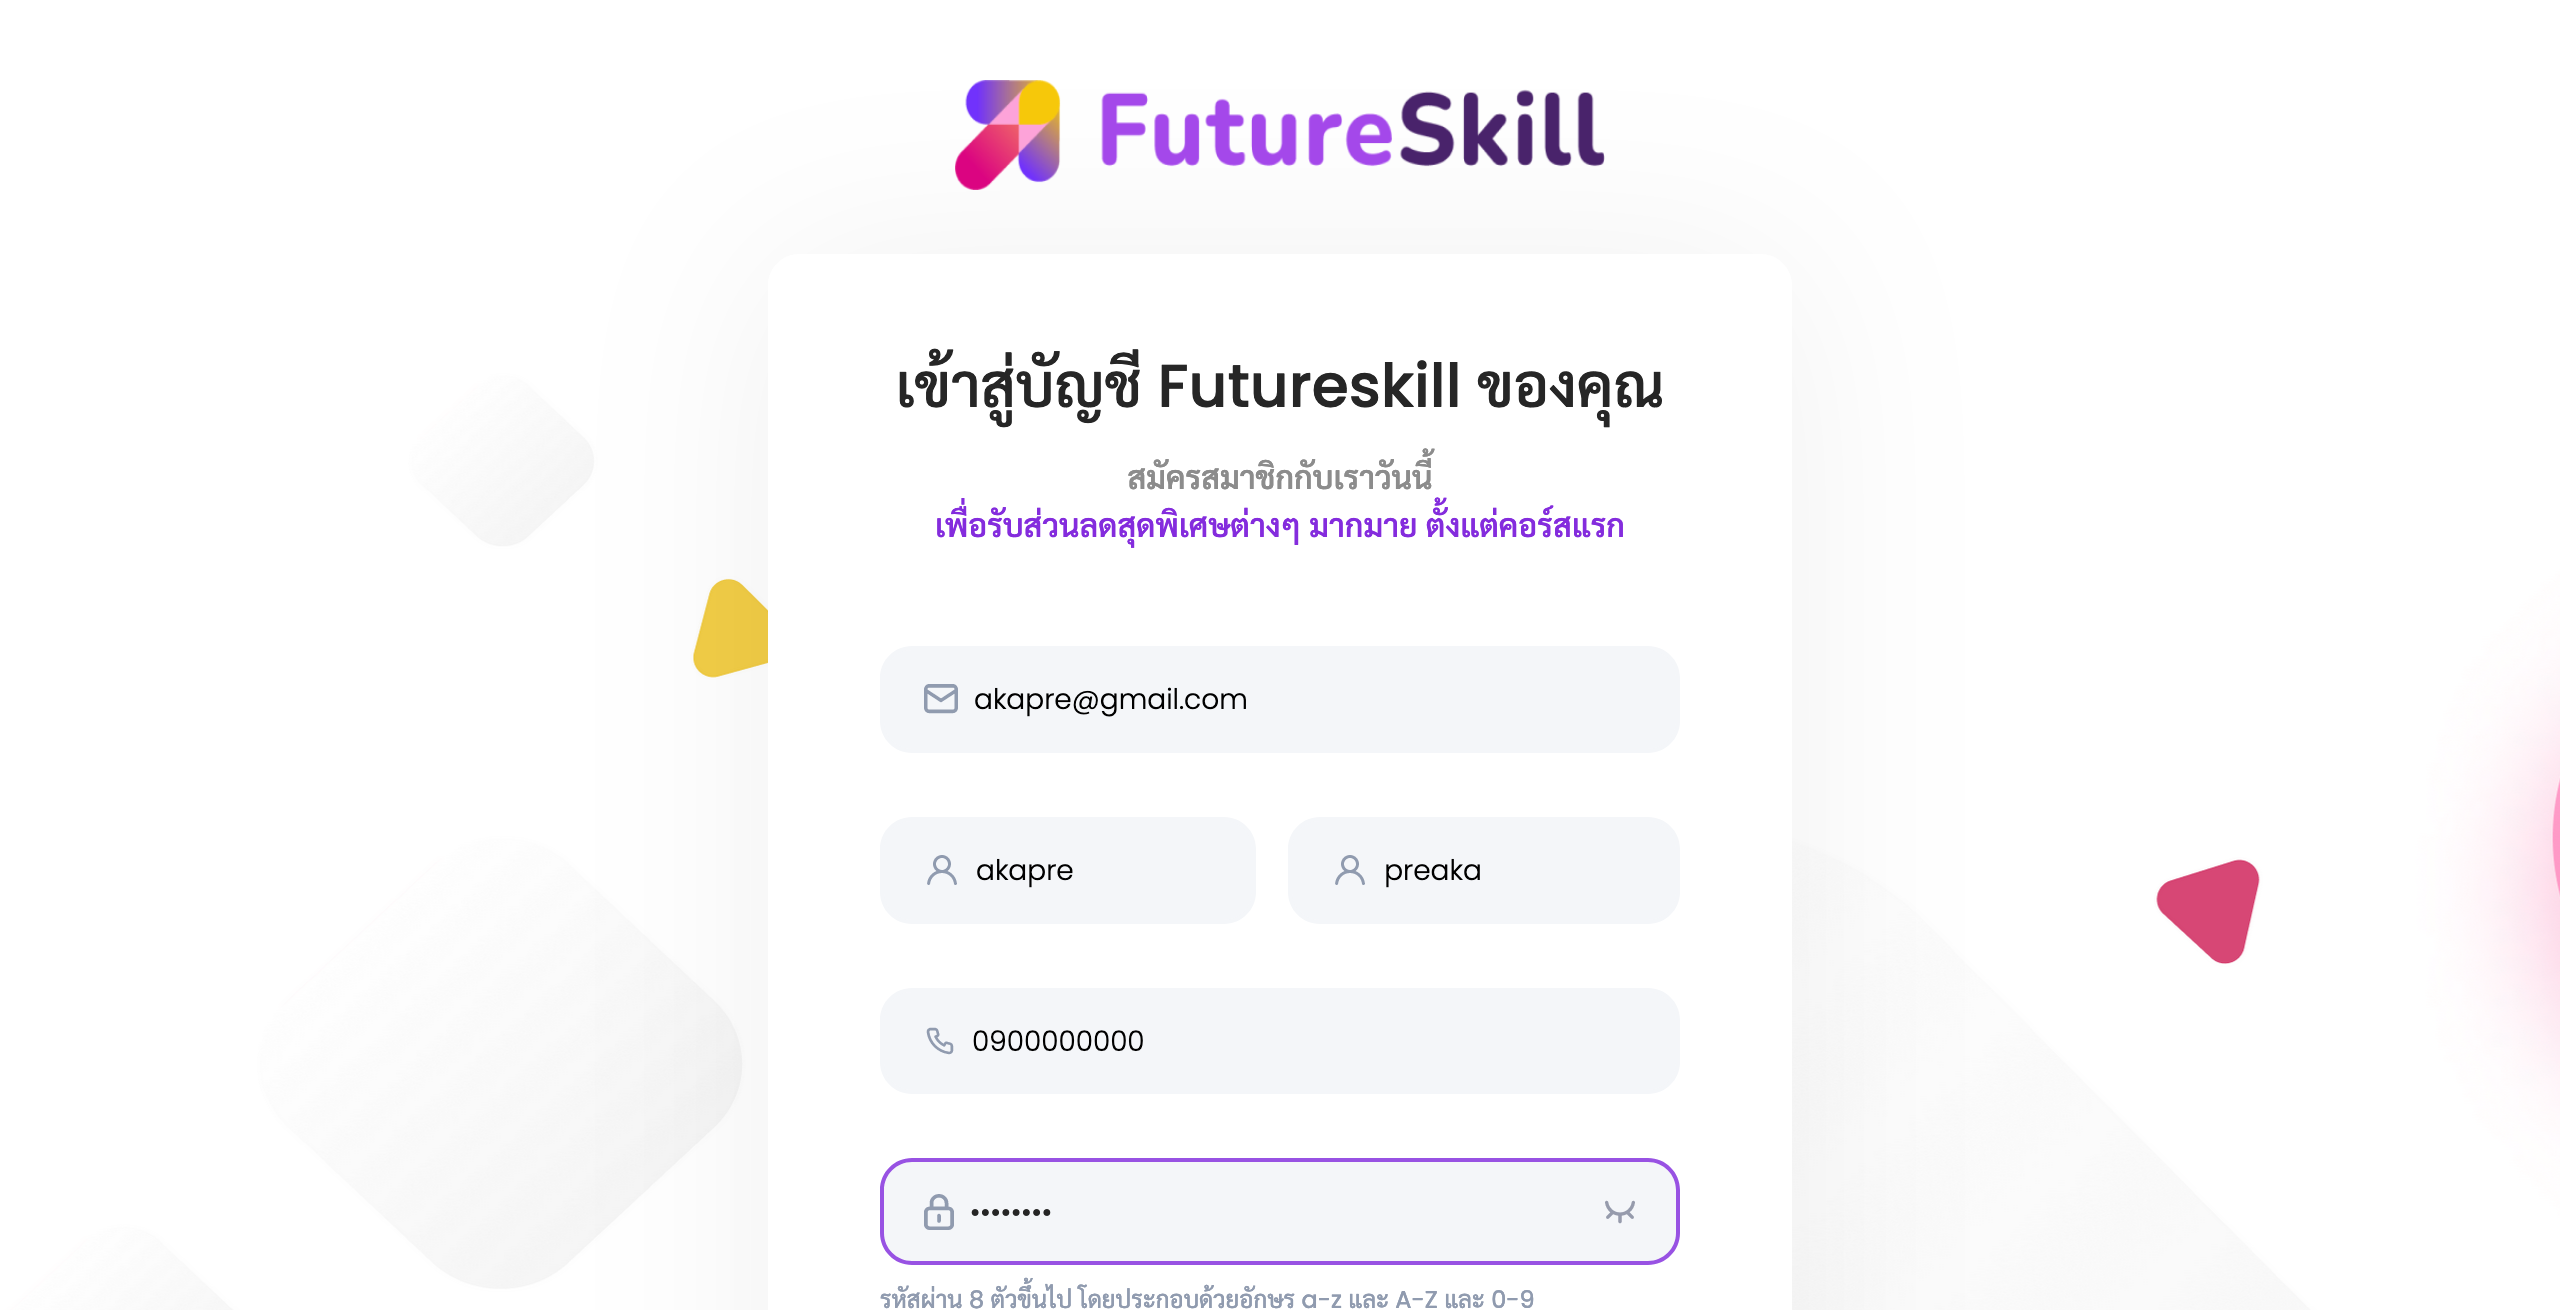 FutureSkill
เข้าสู่บัญชี Futureskill ของคุณ
สมัครสมาชิกกับเราวันนี้
เพื่อรับส่วนลดสุดพิเศษต่างๆ มากมาย ตั้งแต่คอร์สแรก
akapre@gmail.com
akapre
preaka
0900000000
••••••••
รหัสผ่าน 8 ตัวขึ้นไป โดยประกอบด้วยอักษร a-z และ A-Z และ 0-9